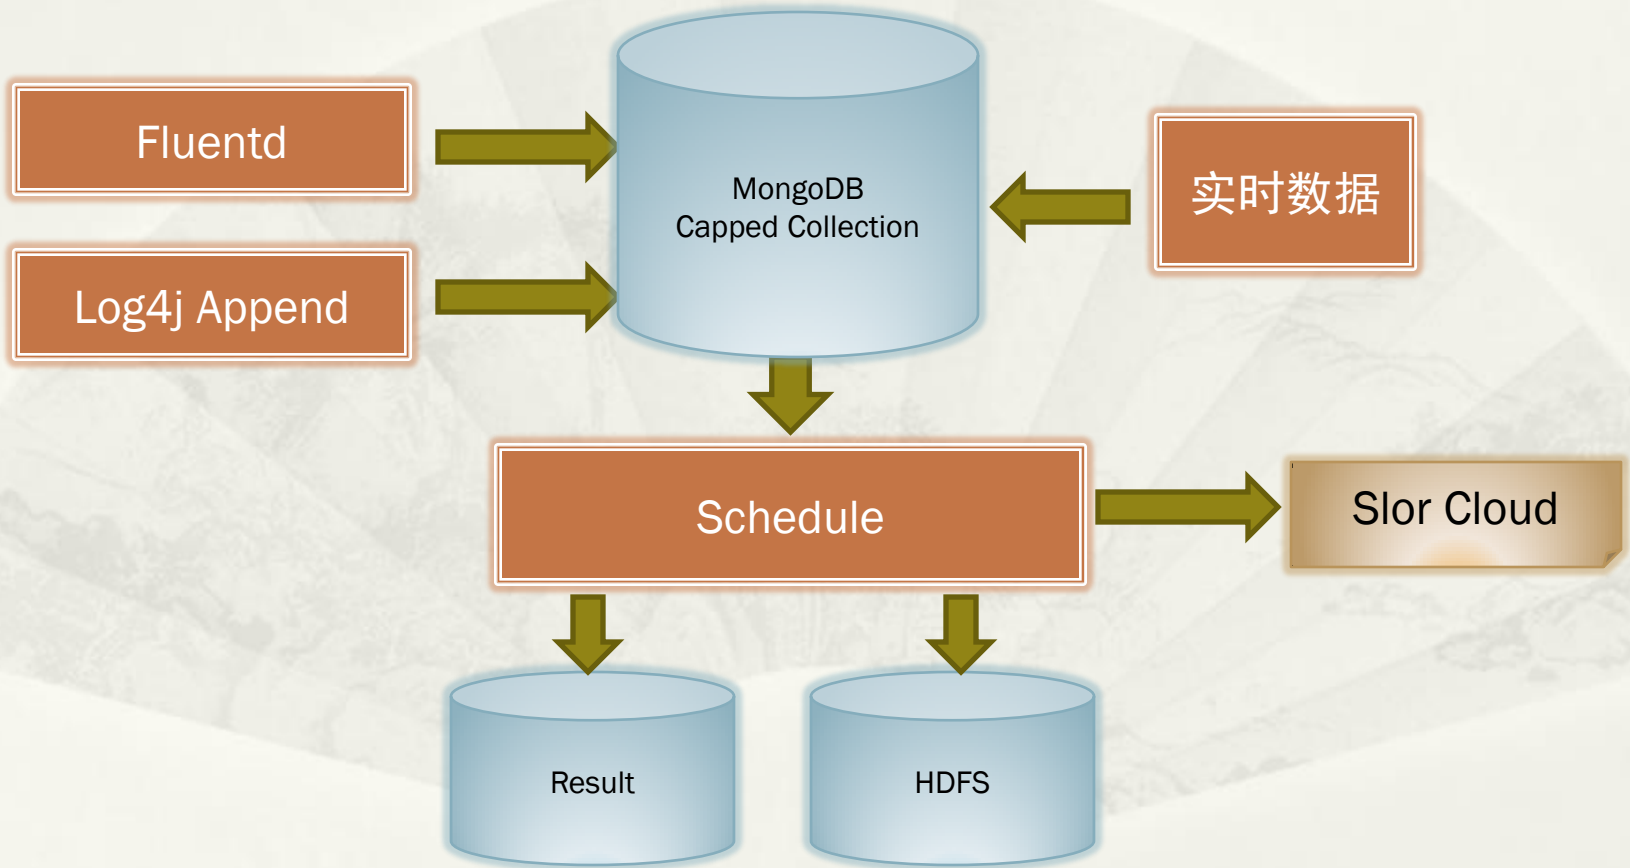 Fluentd
MongoDB
Capped Collection
实时数据
Log4j Append
Schedule
Slor Cloud
Result
HDFS